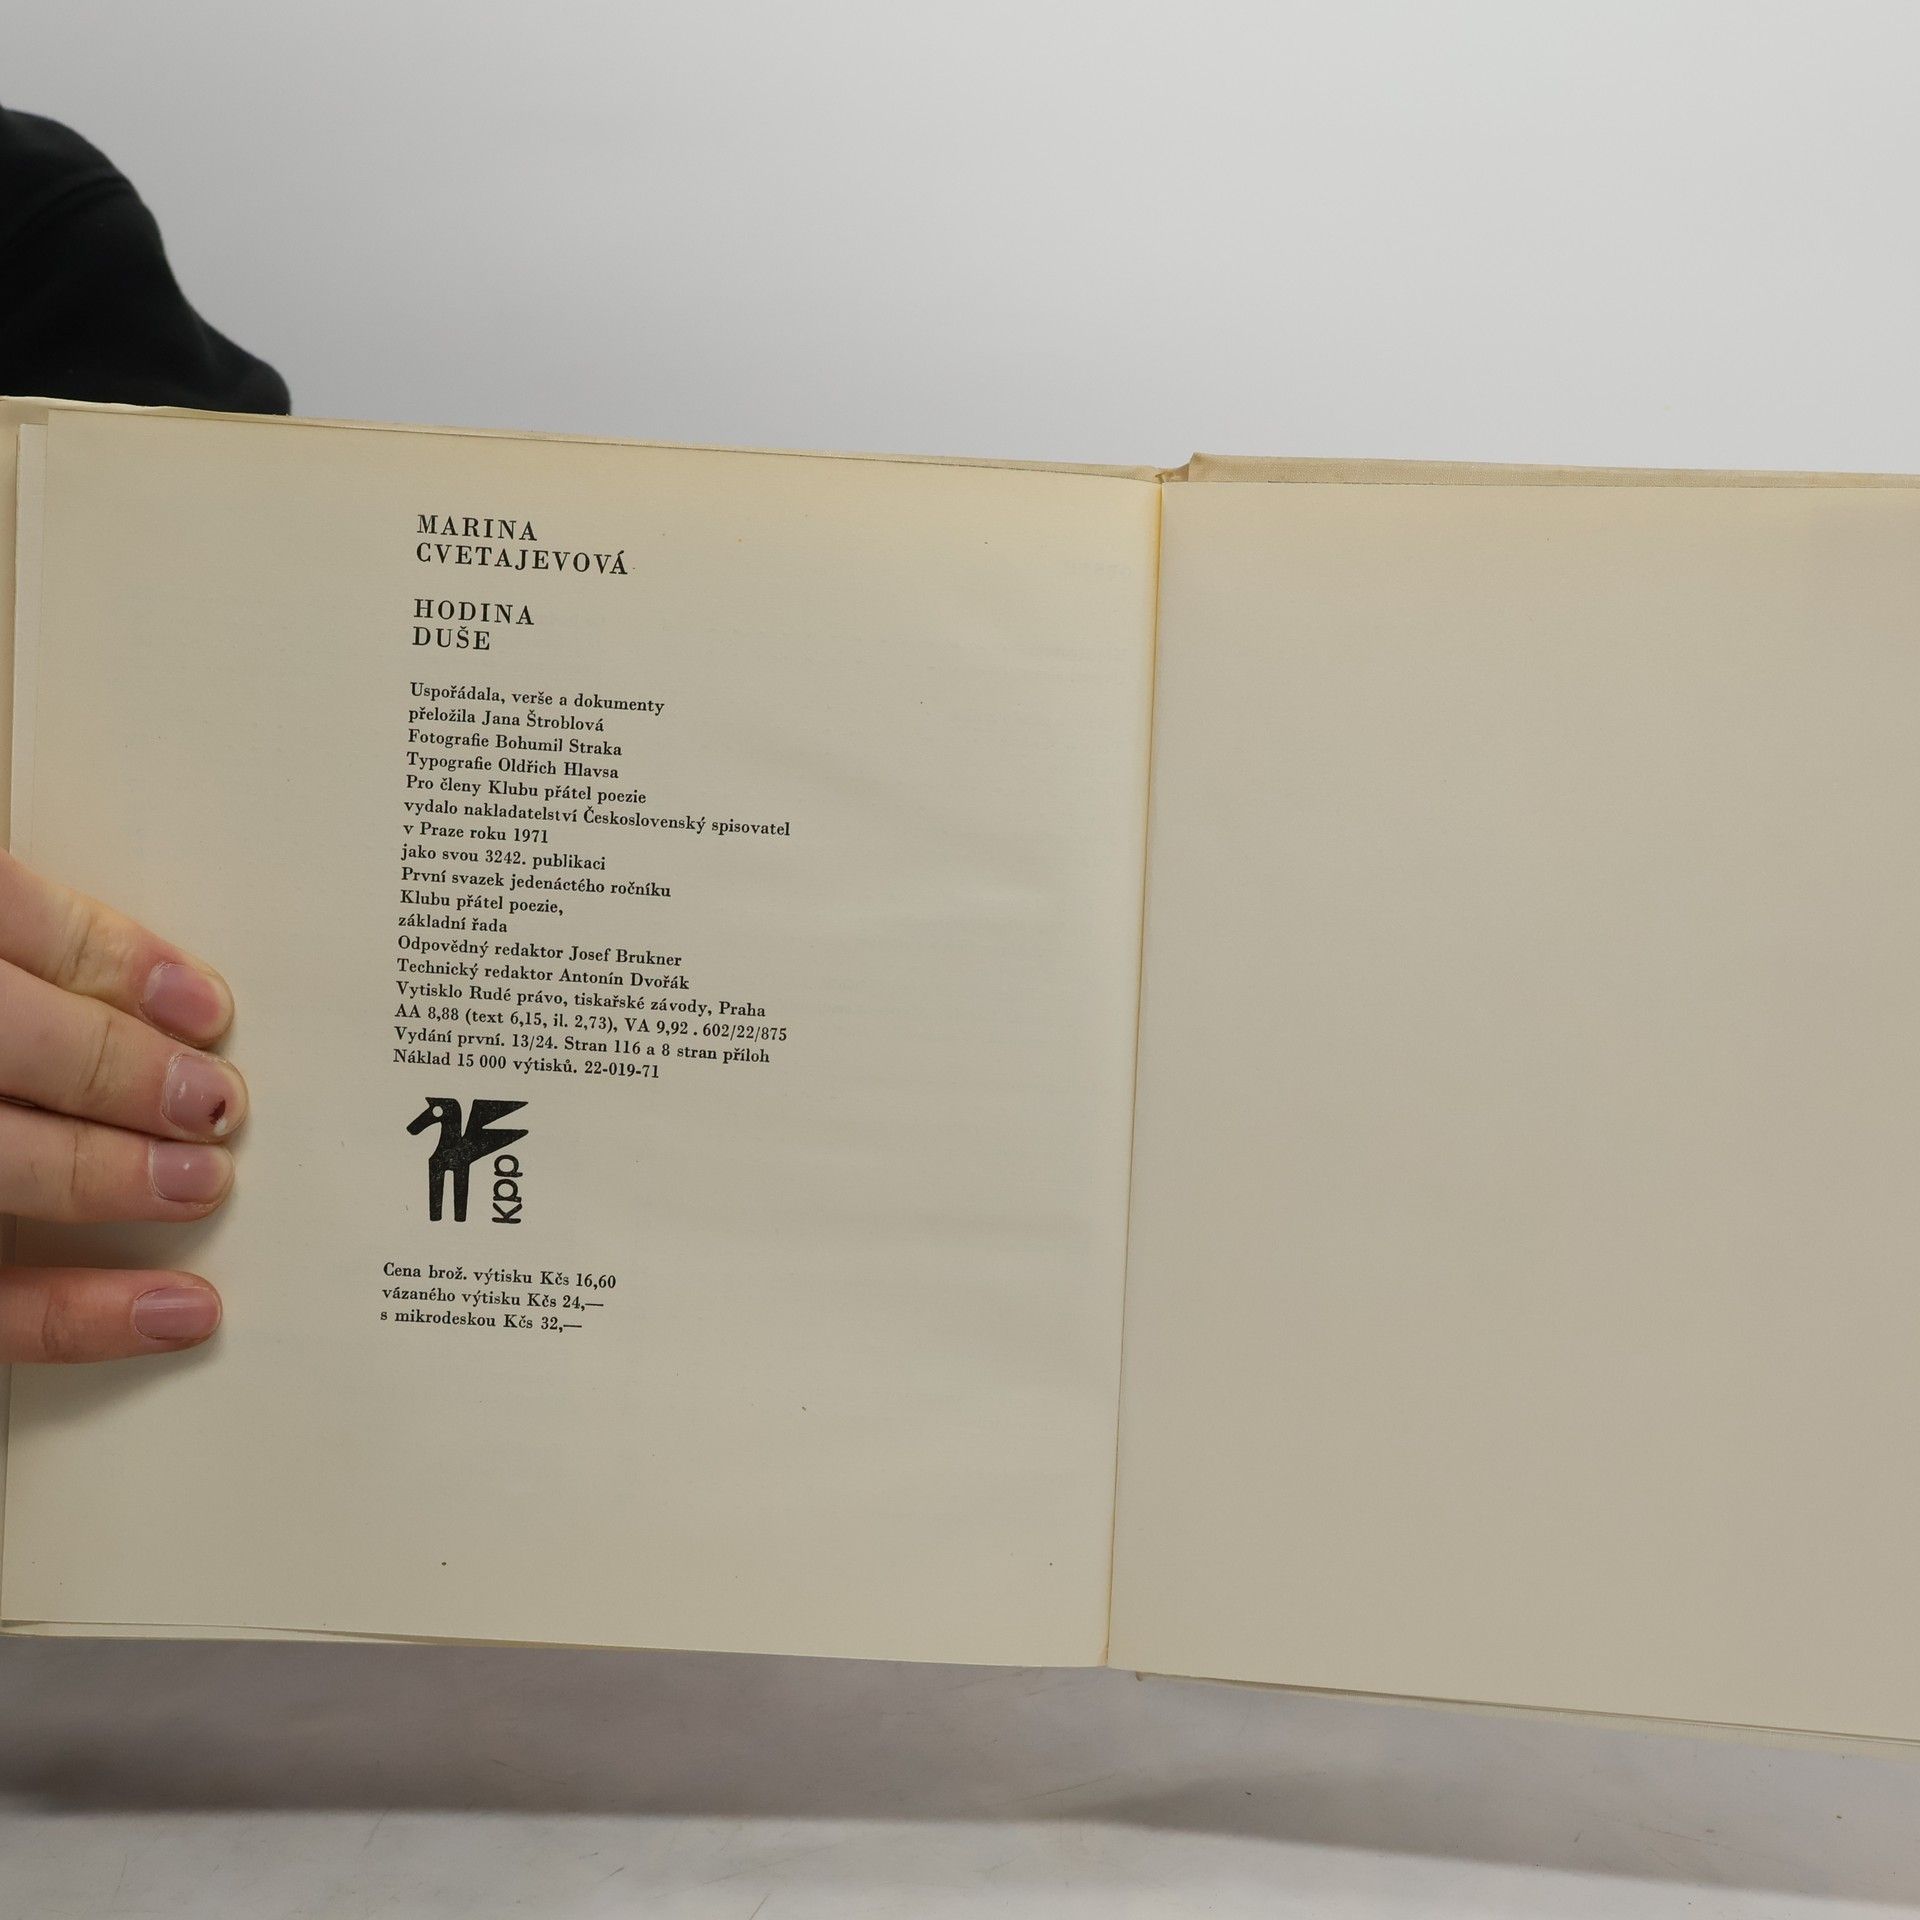 MARINA
CVETAJEVOVÁ
HODINA
DUŠE
Uspořádala, verše a dokumenty
přeložila Jana Štroblová
Fotografie Bohumil Straka
Typografie Oldřich Hlavsa
Pro členy Klubu přátel poezie
vydalo nakladatelství Československý spisovatel
v Praze roku 1971
jako svou 3242. publikaci
První svazek jedenáctého ročníku
Klubu přátel poezie,
základní řada
Odpovědný redaktor Josef Brukner
Technický redaktor Antonín Dvořák
Vytisklo Rudé právo, tiskařské závody, Praha
AA 8,88 (text 6,15, il. 2,73), VA 9,92 . 602/22/875
Vydání první. 13/24. Stran 116 a 8 stran příloh
Náklad 15 000 výtisků. 22-019-71
kpp
Cena brož. výtisku Kčs 16,60
vázaného výtisku Kčs 24,—
s mikrodeskou Kčs 32,—